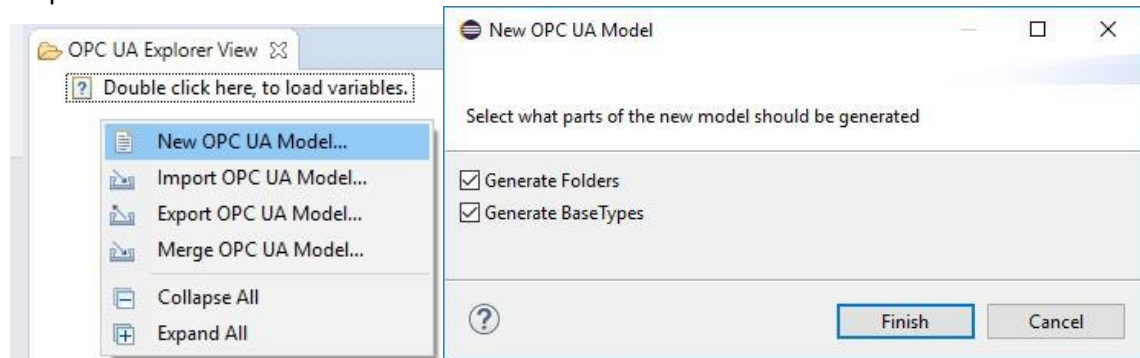 OPC UA Explorer View
Double click here, to load variables.
New OPC UA Model...
Import OPC UA Model...
Export OPC UA Model...
Merge OPC UA Model...
Collapse All
Expand All
New OPC UA Model
Select what parts of the new model should be generated
Generate Folders
Generate BaseTypes
Finish
Cancel